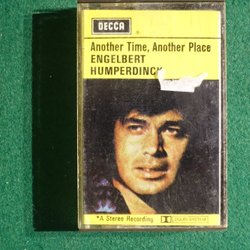 DECCA
Another Time, Another Place
ENGELBERT
HUMPERDINCK
*A Stereo Recording